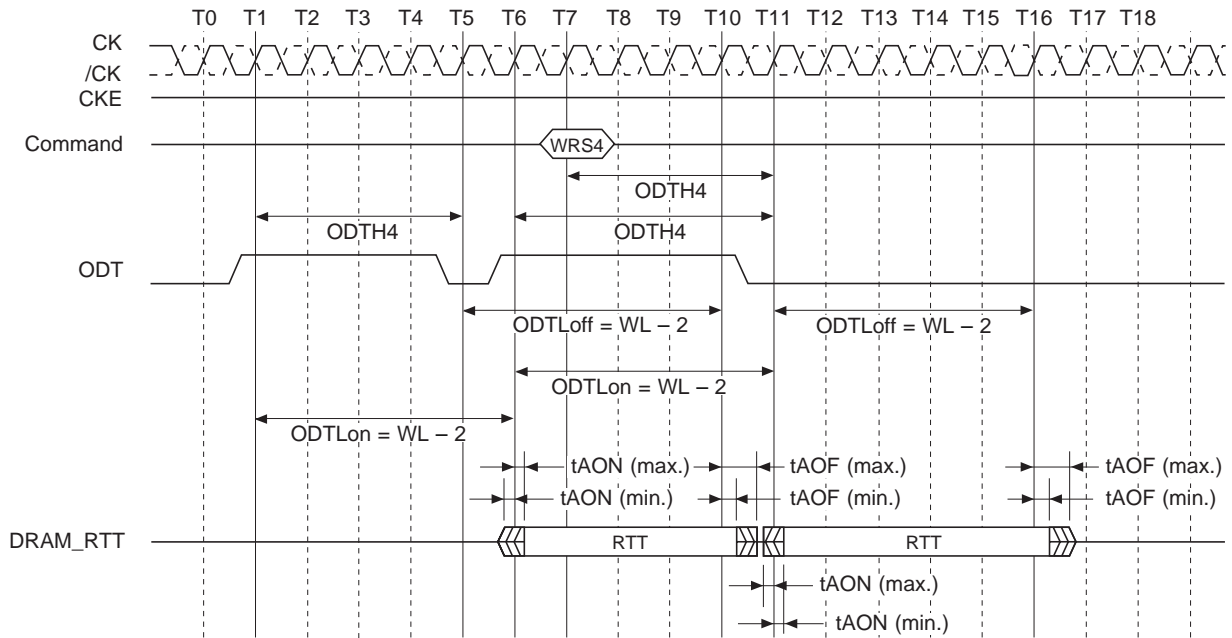 T0 T1 T2 T3 T4 T5 T6 T7 T8 T9 T10 T11 T12 T13 T14 T15 T16 T17 T18
CK
/CK
CKE
Command WRS4
ODTH4
ODTH4 ODTH4
ODT
ODTLoff = WL – 2 ODTLoff = WL – 2
ODTLon = WL – 2
ODTLon = WL – 2
tAON (max.) tAOF (max.) tAOF (max.)
tAON (min.) tAOF (min.) tAOF (min.)
DRAM_RTT RTT RTT
tAON (max.)
tAON (min.)